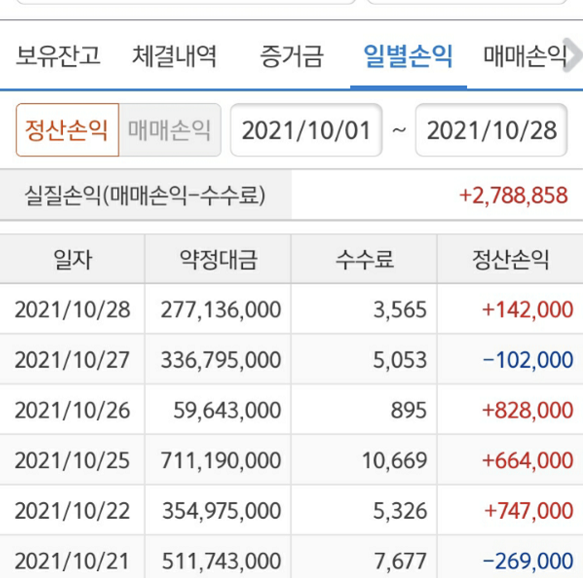 보유잔고 체결내역 증거금 일별손익 매매손익
정산손익 매매손익 2021/10/01 ~ 2021/10/28
실질손익(매매손익-수수료) +2,788,858
일자 약정대금 수수료 정산손익
2021/10/28 277,136,000 3,565 +142,000
2021/10/27 336,795,000 5,053 -102,000
2021/10/26 59,643,000 895 +828,000
2021/10/25 711,190,000 10,669 +664,000
2021/10/22 354,975,000 5,326 +747,000
2021/10/21 511,743,000 7,677 -269,000